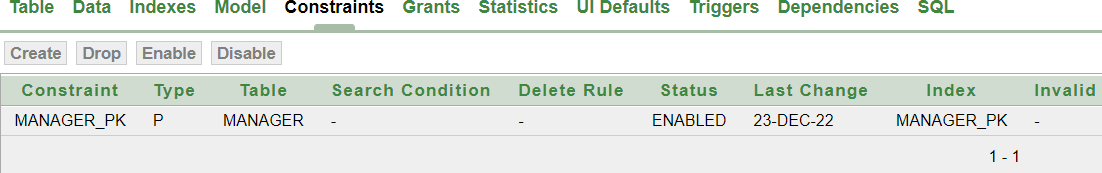 Table Data Indexes Model Constraints Grants Statistics UI Defaults Triggers Dependencies SQL
Create Drop Enable Disable
Constraint Type Table Search Condition Delete Rule Status Last Change Index Invalid
MANAGER_PK P MANAGER - - ENABLED 23-DEC-22 MANAGER_PK -
1 - 1